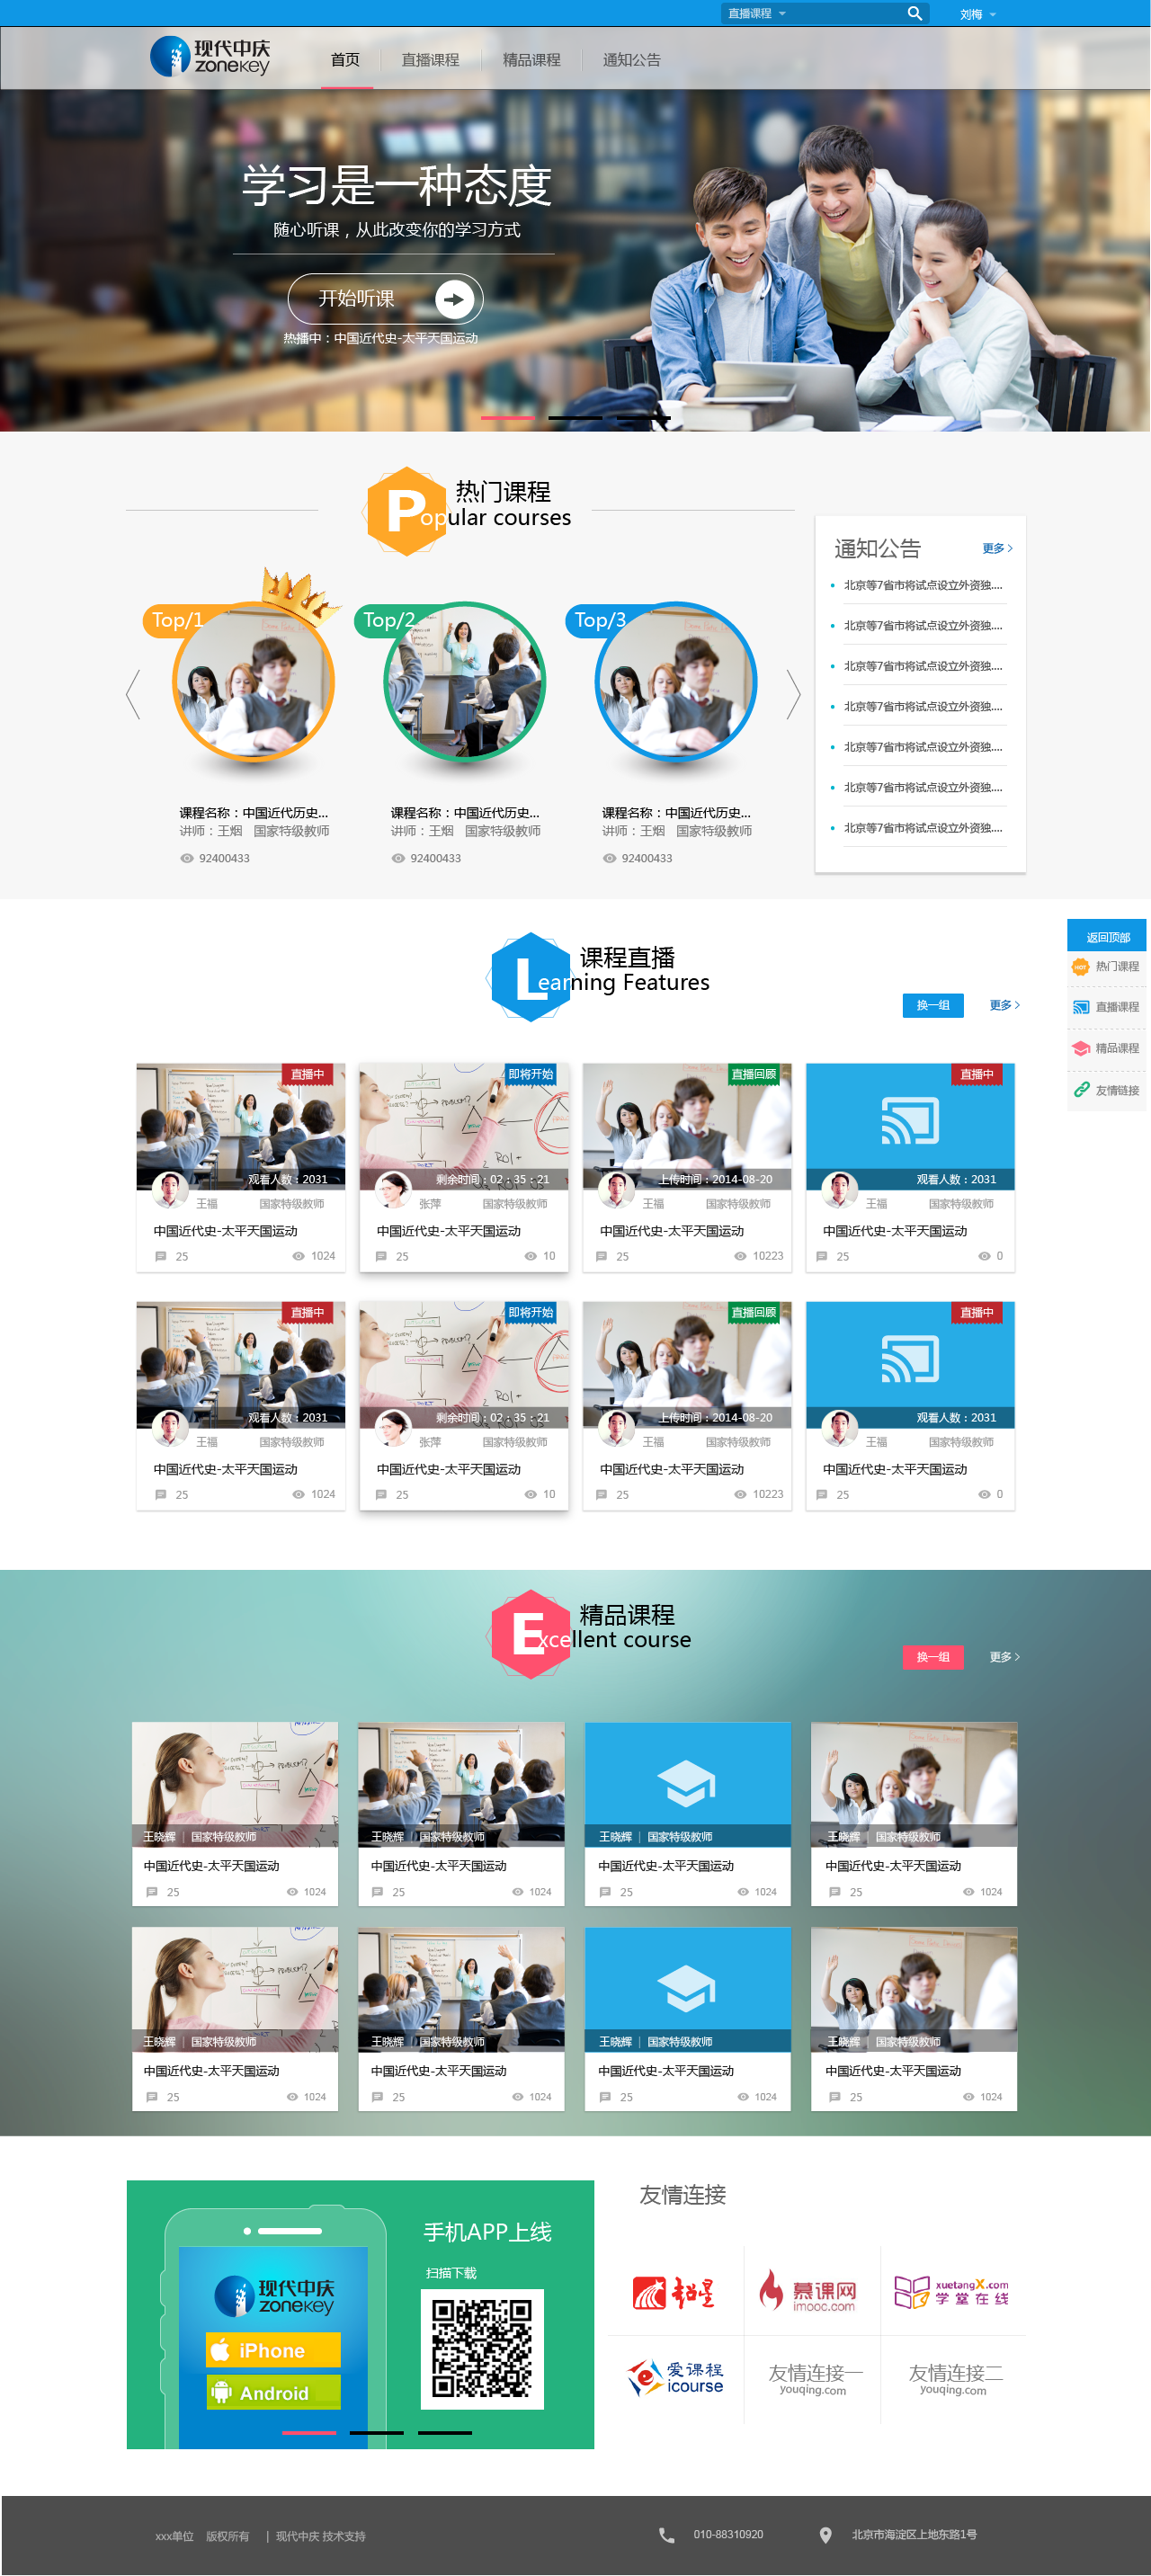 直播课程
刘梅
现代中庆
zonekey
首页 直播课程 精品课程 通知公告
学习是一种态度
随心听课，从此改变你的学习方式
开始听课
热播中：中国近代史-太平天国运动
热门课程
Popular courses
Top/1 Top/2 Top/3
课程名称：中国近代历史... 课程名称：中国近代历史... 课程名称：中国近代历史...
讲师：王烟 国家特级教师 讲师：王烟 国家特级教师 讲师：王烟 国家特级教师
92400433 92400433 92400433
通知公告 更多
北京等7省市将试点设立外资独....
北京等7省市将试点设立外资独....
北京等7省市将试点设立外资独....
北京等7省市将试点设立外资独....
北京等7省市将试点设立外资独....
北京等7省市将试点设立外资独....
北京等7省市将试点设立外资独....
返回顶部
HOT 热门课程
直播课程
精品课程
友情链接
课程直播
Learning Features
换一组 更多
直播中 即将开始 直播回顾 直播中
观看人数：2031 剩余时间：02：35：21 上传时间：2014-08-20 观看人数：2031
王福 国家特级教师 张萍 国家特级教师 王福 国家特级教师 王福 国家特级教师
中国近代史-太平天国运动 中国近代史-太平天国运动 中国近代史-太平天国运动 中国近代史-太平天国运动
25 1024 25 10 25 10223 25 0
直播中 即将开始 直播回顾 直播中
观看人数：2031 剩余时间：02：35：21 上传时间：2014-08-20 观看人数：2031
王福 国家特级教师 张萍 国家特级教师 王福 国家特级教师 王福 国家特级教师
中国近代史-太平天国运动 中国近代史-太平天国运动 中国近代史-太平天国运动 中国近代史-太平天国运动
25 1024 25 10 25 10223 25 0
精品课程
Excellent course
换一组 更多
王晓辉 | 国家特级教师 王晓辉 | 国家特级教师 王晓辉 | 国家特级教师 王晓辉 | 国家特级教师
中国近代史-太平天国运动 中国近代史-太平天国运动 中国近代史-太平天国运动 中国近代史-太平天国运动
25 1024 25 1024 25 1024 25 1024
王晓辉 | 国家特级教师 王晓辉 | 国家特级教师 王晓辉 | 国家特级教师 王晓辉 | 国家特级教师
中国近代史-太平天国运动 中国近代史-太平天国运动 中国近代史-太平天国运动 中国近代史-太平天国运动
25 1024 25 1024 25 1024 25 1024
手机APP上线
扫描下载
现代中庆
zonekey
iPhone
Android
友情连接
超星
慕课网
imooc.com
xuetangX.com
学堂在线
爱课程
icourse
友情连接一
youqing.com
友情连接二
youqing.com
xxx单位 版权所有 | 现代中庆 技术支持
010-88310920
北京市海淀区上地东路1号